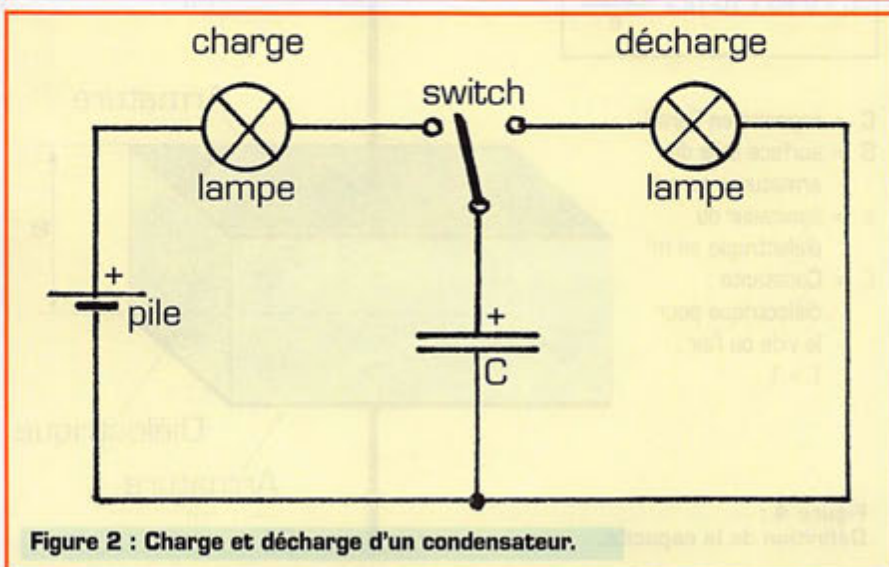 charge
décharge
switch
lampe
lampe
+
pile
+
C
Figure 2 : Charge et décharge d'un condensateur.